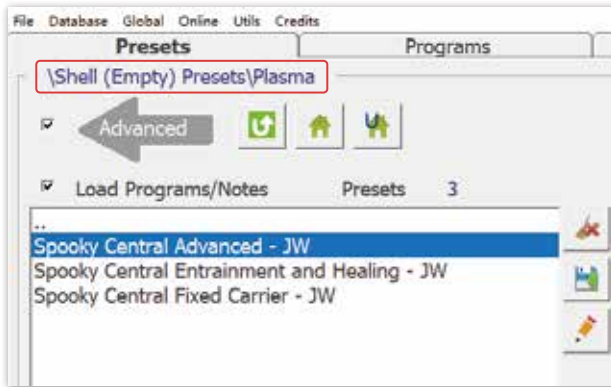 File Database Global Online Utils Credits
Presets Programs
\Shell (Empty) Presets\Plasma
Advanced
Load Programs/Notes Presets 3
..
Spooky Central Advanced - JW
Spooky Central Entrainment and Healing - JW
Spooky Central Fixed Carrier - JW